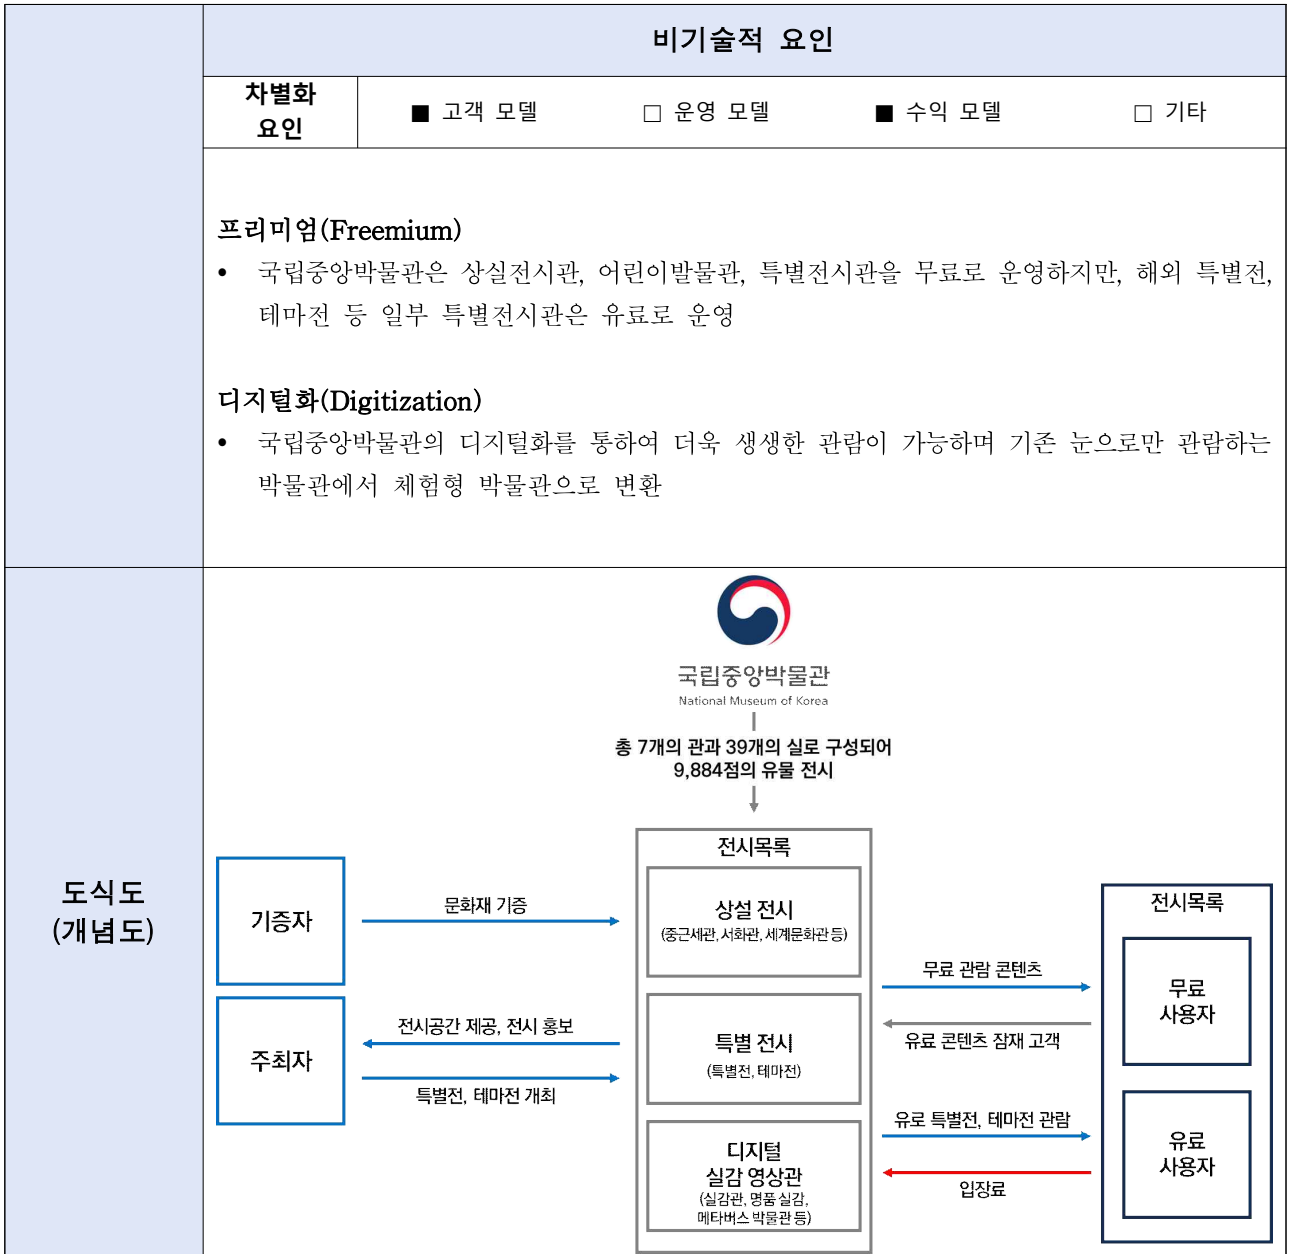 비기술적 요인
차별화
요인
■ 고객 모델 □ 운영 모델 ■ 수익 모델 □ 기타
프리미엄(Freemium)
• 국립중앙박물관은 상실전시관, 어린이발물관, 특별전시관을 무료로 운영하지만, 해외 특별전,
테마전 등 일부 특별전시관은 유료로 운영
디지털화(Digitization)
• 국립중앙박물관의 디지털화를 통하여 더욱 생생한 관람이 가능하며 기존 눈으로만 관람하는
박물관에서 체험형 박물관으로 변환
도식도
(개념도)
국립중앙박물관
National Museum of Korea
총 7개의 관과 39개의 실로 구성되어
9,884점의 유물 전시
기증자
문화재 기증
주최자
전시공간 제공, 전시 홍보
특별전, 테마전 개최
전시목록
상설 전시
(중근세관, 서화관, 세계문화관 등)
특별 전시
(특별전, 테마전)
디지털
실감 영상관
(실감관, 명품 실감,
메타버스 박물관 등)
무료 관람 콘텐츠
유료 콘텐츠 잠재 고객
유로 특별전, 테마전 관람
입장료
전시목록
무료
사용자
유료
사용자